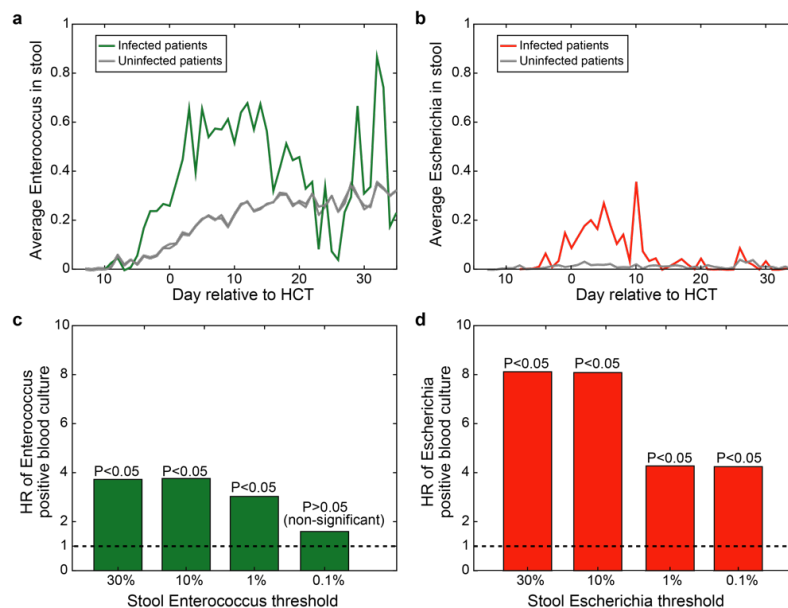 a
1
0.8
0.6
0.4
0.2
0
Average Enterococcus in stool
Infected patients
Uninfected patients
10 0 10 20 30
Day relative to HCT
b
1
0.8
0.6
0.4
0.2
0
Average Escherichia in stool
Infected patients
Uninfected patients
10 0 10 20 30
Day relative to HCT
c
10
8
6
4
2
1
0
HR of Enterococcus
positive blood culture
P<0.05
P<0.05
P<0.05
P>0.05
(non-significant)
30% 10% 1% 0.1%
Stool Enterococcus threshold
d
10
8
6
4
2
1
0
HR of Escherichia
positive blood culture
P<0.05
P<0.05
P<0.05
P<0.05
30% 10% 1% 0.1%
Stool Escherichia threshold